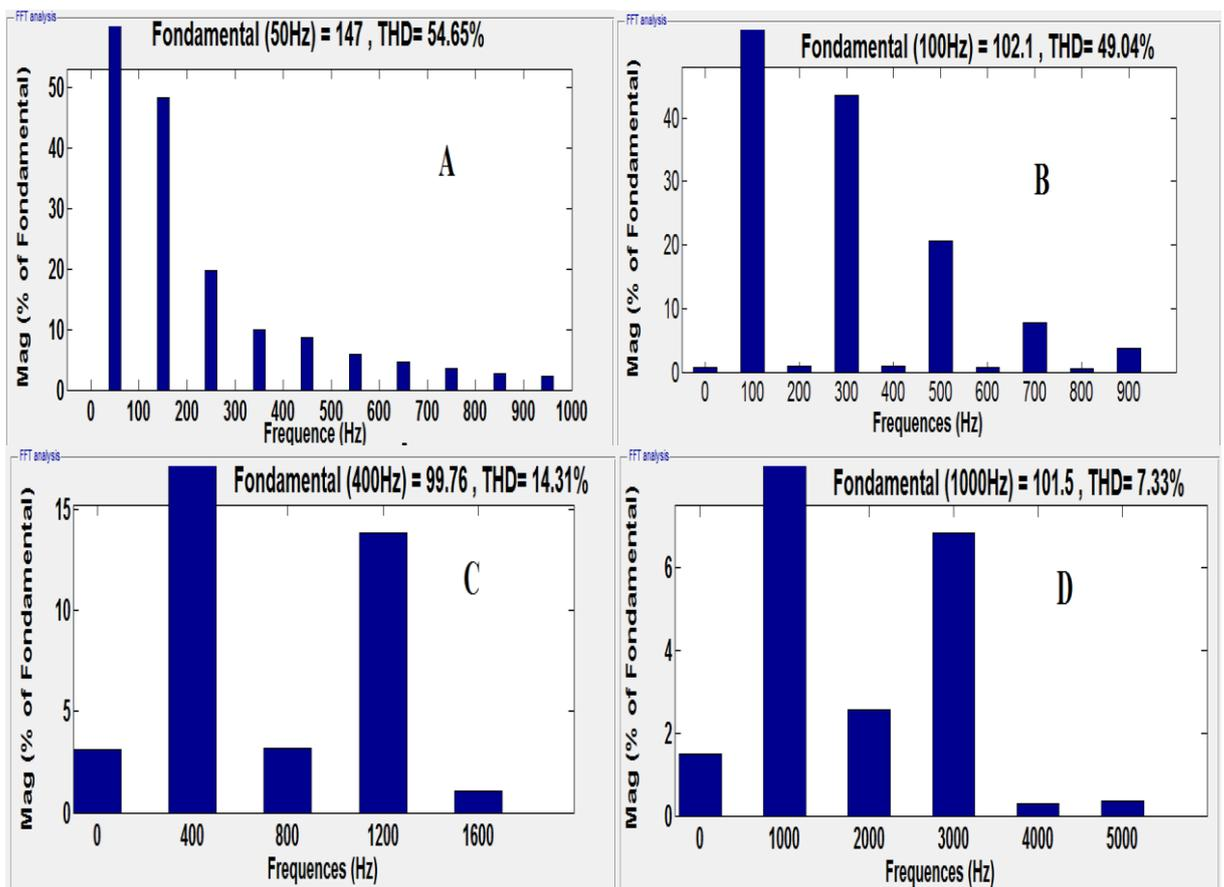 FFT analysis
Fondamental (50Hz) = 147 , THD= 54.65%
Mag (% of Fondamental)
50
40
30
20
10
0
A
0 100 200 300 400 500 600 700 800 900 1000
Frequence (Hz)
FFT analysis
Fondamental (100Hz) = 102.1 , THD= 49.04%
Mag (% of Fondamental)
40
30
20
10
0
B
0 100 200 300 400 500 600 700 800 900
Frequences (Hz)
FFT analysis
Fondamental (400Hz) = 99.76 , THD= 14.31%
Mag (% of Fondamental)
15
10
5
0
C
0 400 800 1200 1600
Frequences (Hz)
FFT analysis
Fondamental (1000Hz) = 101.5 , THD= 7.33%
Mag (% of Fondamental)
6
4
2
0
D
0 1000 2000 3000 4000 5000
Frequences (Hz)